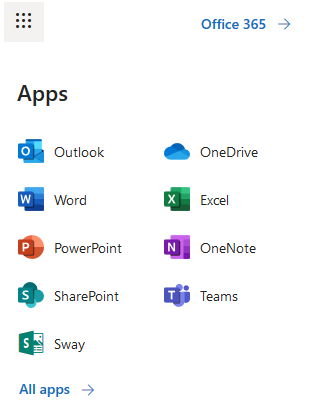 Office 365 →
Apps
Outlook
OneDrive
Word
Excel
PowerPoint
OneNote
SharePoint
Teams
Sway
All apps →